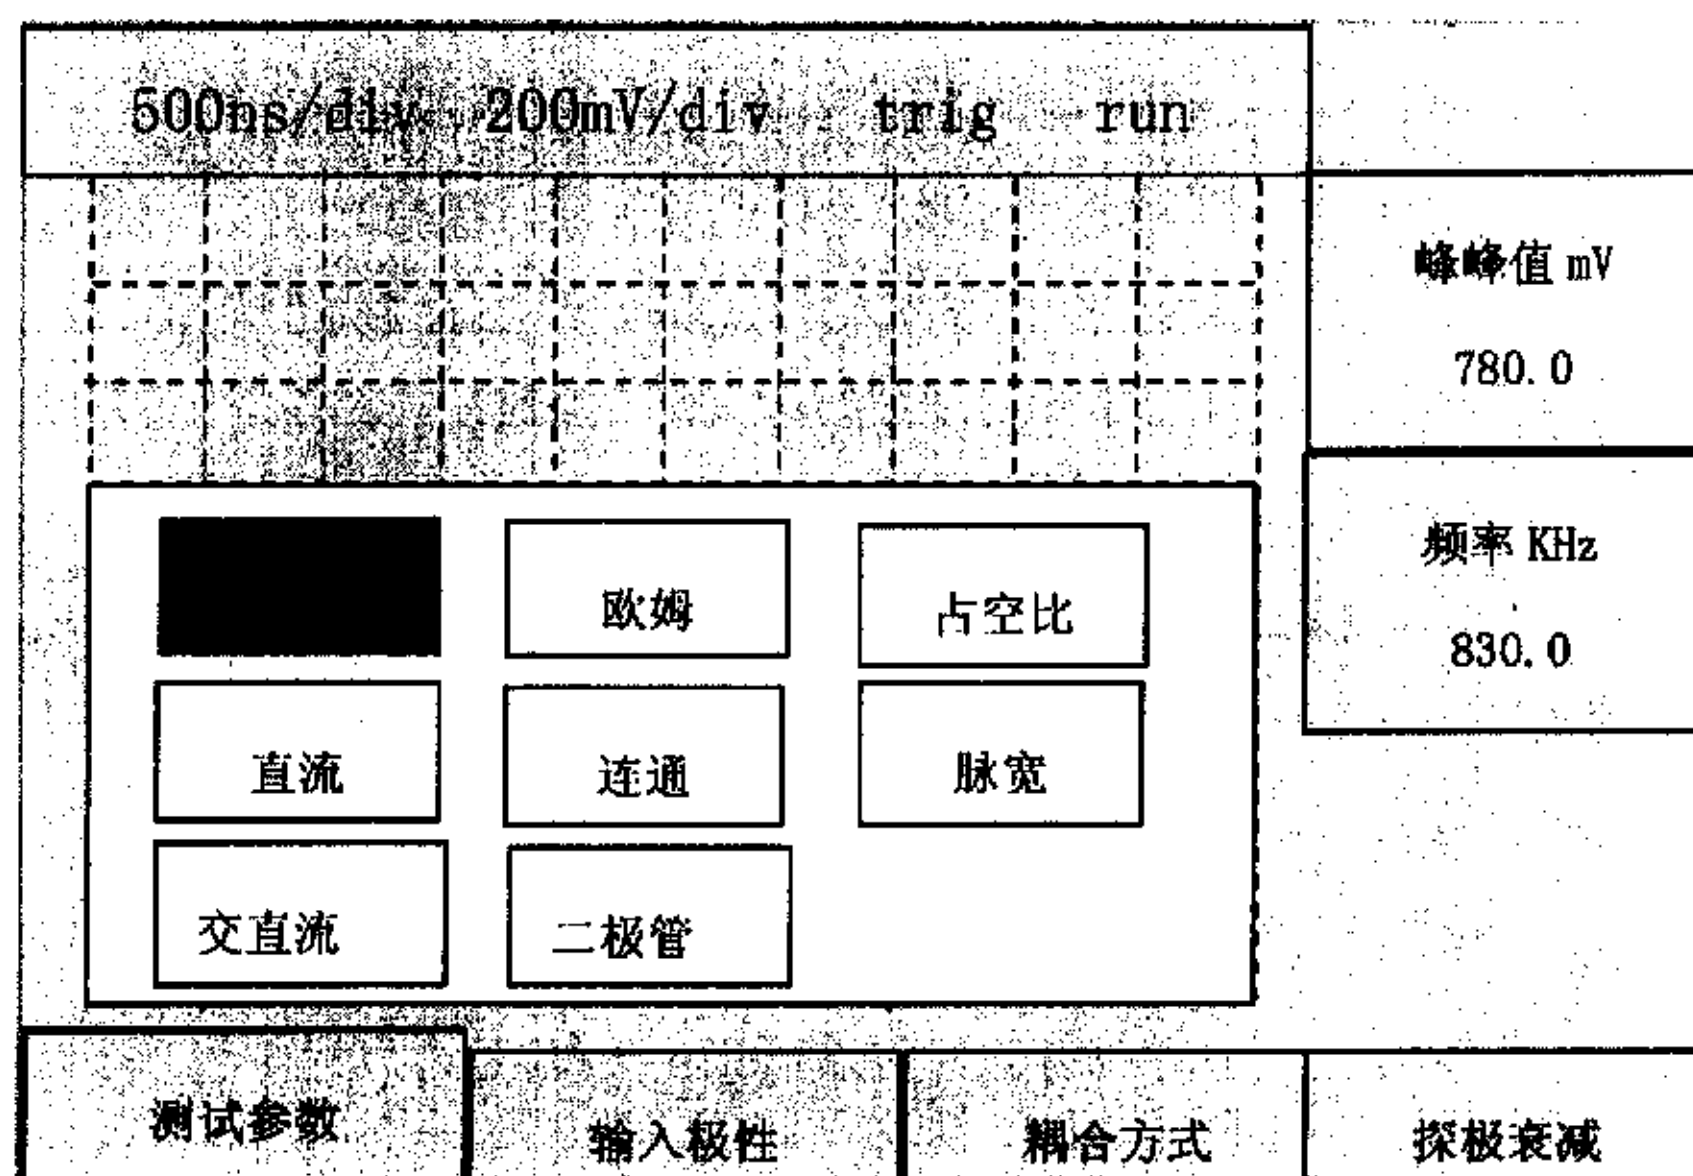 500ns/div 200mV/div trig run
峰峰值 mV
780.0
频率 KHz
830.0
欧姆 占空比
直流 连通 脉宽
交直流 二极管
测试参数 输入极性 耦合方式 探极衰减